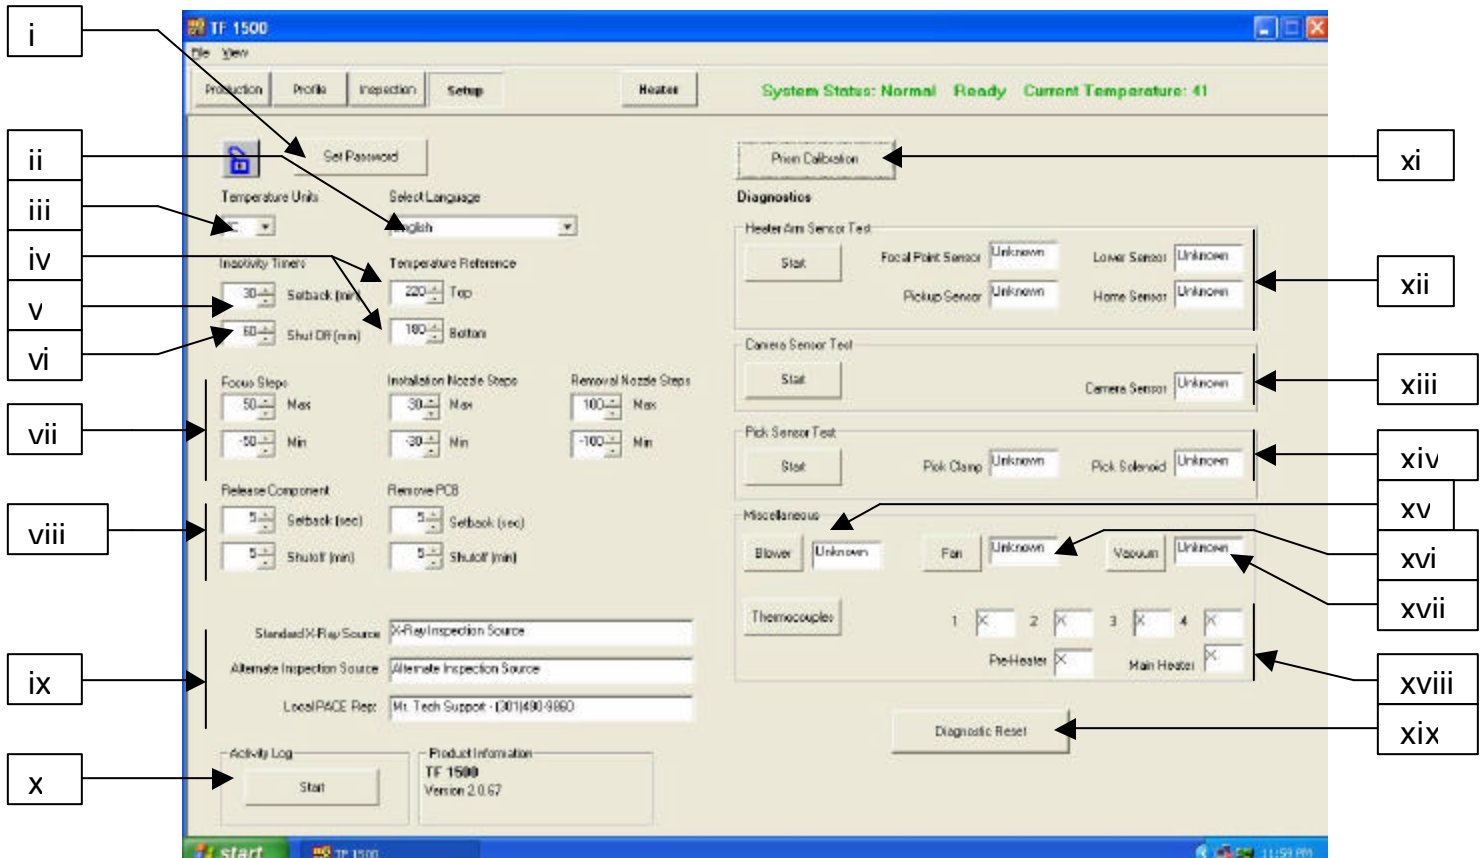 i
TF 1500
File View
Production Profile Inspection Setup Heater System Status: Normal Ready Current Temperature: 41
ii
iii
iv
v
vi
vii
viii
ix
x
Set Password
Temperature Units Select Language
°C English
Inactivity Timers Temperature Reference
30 Setback (min) 220 Top
60 Shut Off (min) 180 Bottom
Focus Steps Installation Nozzle Steps Removal Nozzle Steps
50 Max 30 Max 100 Max
-50 Min -30 Min -100 Min
Release Component Remove PCB
5 Setback (sec) 5 Setback (sec)
5 Shutoff (min) 5 Shutoff (min)
Standard X-Ray Source X-Ray Inspection Source
Alternate Inspection Source Alternate Inspection Source
Local PACE Rep: Mr. Tech Support - (301)490-9860
Activity Log
Start
Product Information
TF 1500
Version 2.0.67
Prism Calibration
Diagnostics
Heater Arm Sensor Test
Start Focal Point Sensor Unknown Lower Sensor Unknown
Pickup Sensor Unknown Home Sensor Unknown
Camera Sensor Test
Start Camera Sensor Unknown
Pick Sensor Test
Start Pick Clamp Unknown Pick Solenoid Unknown
Miscellaneous
Blower Unknown Fan Unknown Vacuum Unknown
Thermocouples 1 X 2 X 3 X 4 X
Pre-Heater X Main Heater X
Diagnostic Reset
xi
xii
xiii
xiv
xv
xvi
xvii
xviii
xix
start TF 1500 11:59 PM